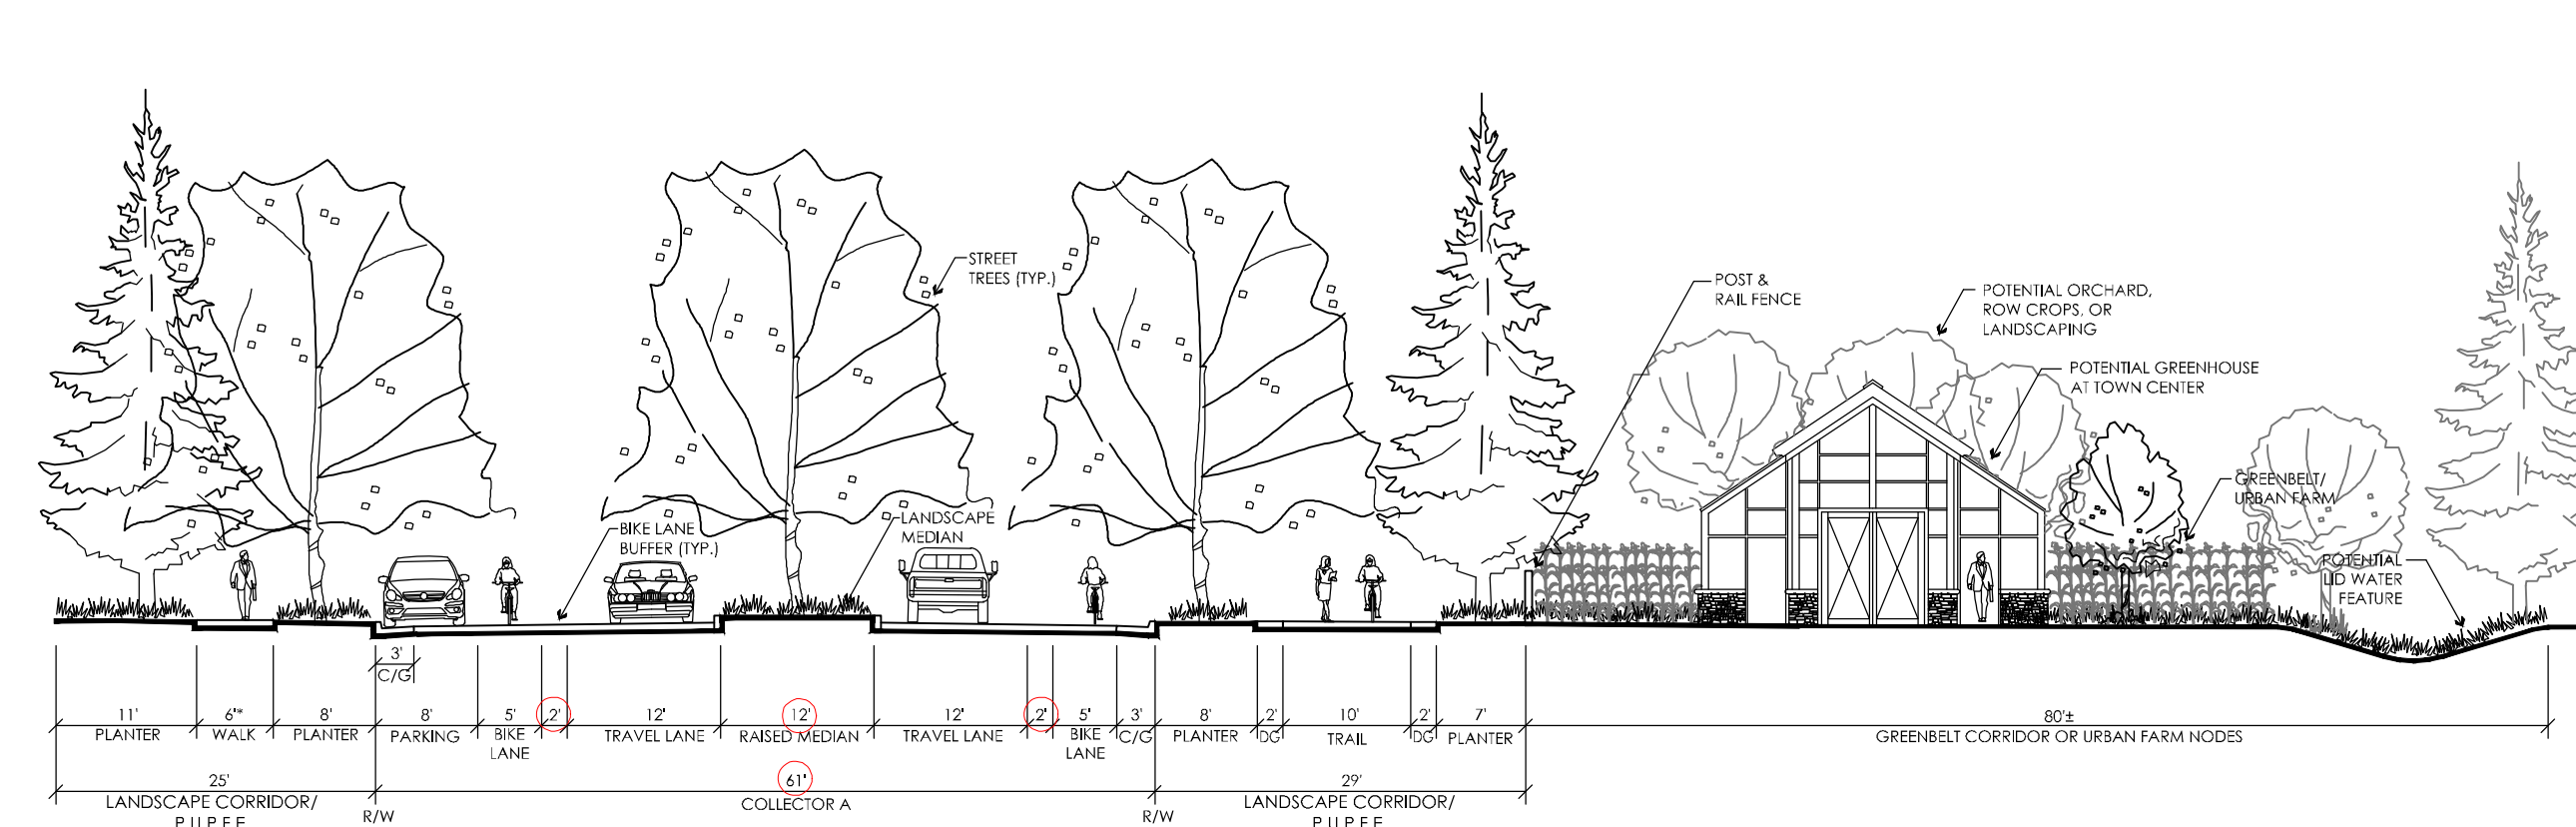 STREET
TREES (TYP.)
POST &
RAIL FENCE
POTENTIAL ORCHARD,
ROW CROPS, OR
LANDSCAPING
POTENTIAL GREENHOUSE
AT TOWN CENTER
GREENBELT/
URBAN FARM
BIKE LANE
BUFFER (TYP.)
LANDSCAPE
MEDIAN
POTENTIAL
LID WATER
FEATURE
3'
C/G
11'
PLANTER
6'*
WALK
8'
PLANTER
8'
PARKING
5'
BIKE
LANE
2'
12'
TRAVEL LANE
12'
RAISED MEDIAN
12'
TRAVEL LANE
2'
5'
BIKE
LANE
3'
C/G
8'
PLANTER
2'
DG
10'
TRAIL
2'
DG
7'
PLANTER
80'±
GREENBELT CORRIDOR OR URBAN FARM NODES
25'
LANDSCAPE CORRIDOR/
R/W
61'
COLLECTOR A
R/W
29'
LANDSCAPE CORRIDOR/